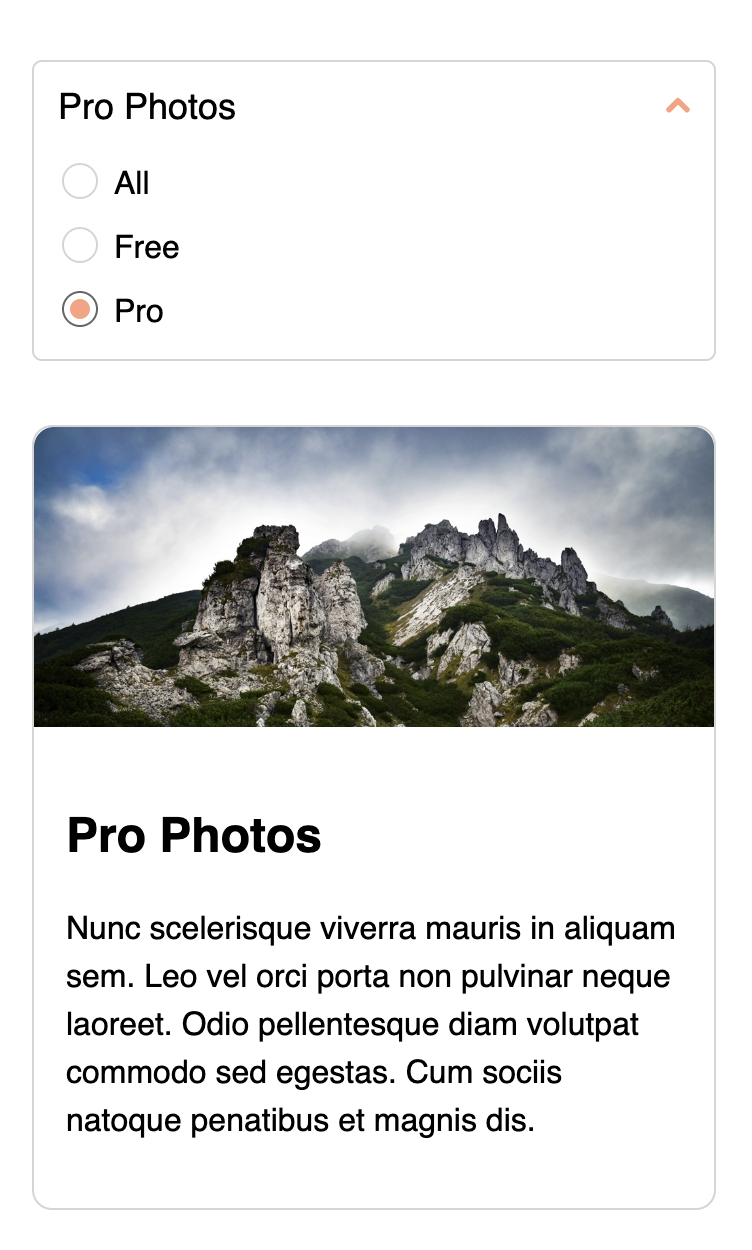 Pro Photos
All
Free
Pro
Pro Photos
Nunc scelerisque viverra mauris in aliquam
sem. Leo vel orci porta non pulvinar neque
laoreet. Odio pellentesque diam volutpat
commodo sed egestas. Cum sociis
natoque penatibus et magnis dis.